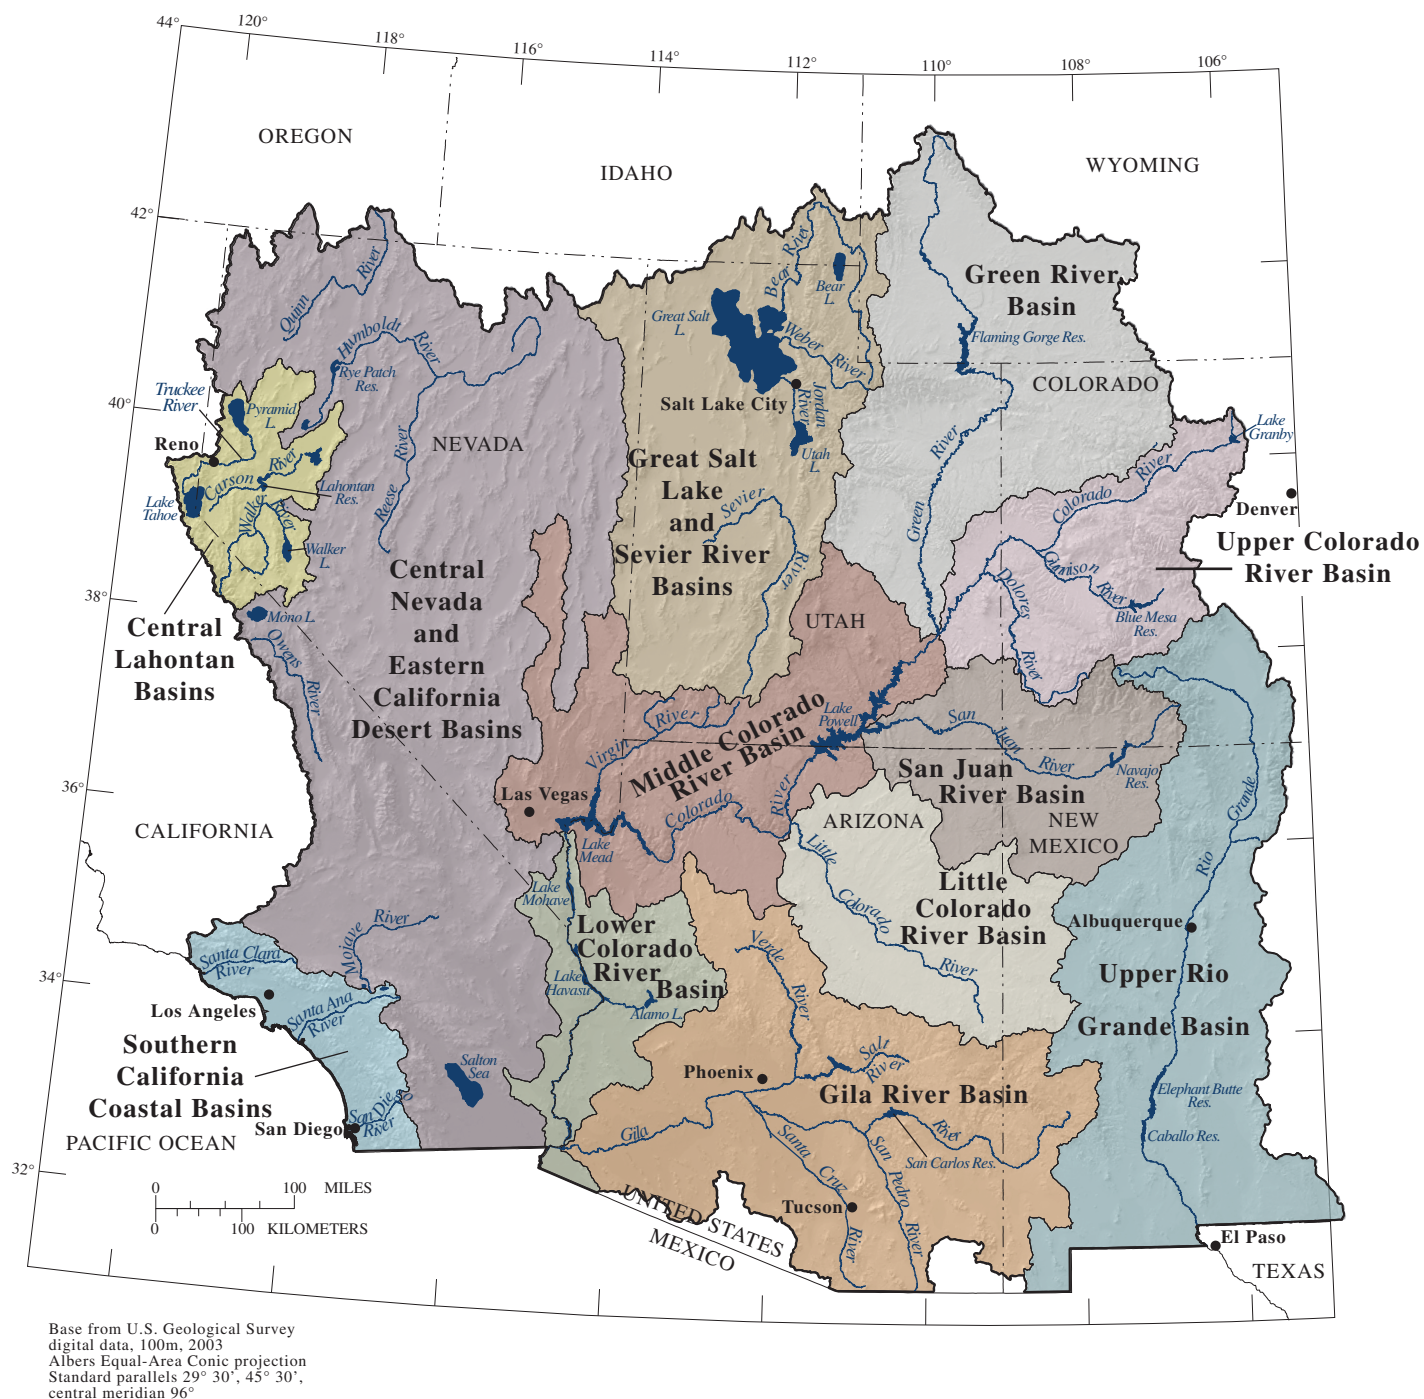 44°
120°
118°
116°
114°
112°
110°
108°
106°
42°
40°
38°
36°
34°
32°
OREGON
IDAHO
WYOMING
Quinn
River
Humboldt
River
Rye Patch
Res.
Truckee
River
Pyramid
L.
Reno
NEVADA
Reese
River
Carson
River
Lahontan
Res.
Lake
Tahoe
Walker
River
Walker
L.
Mono L.
Owens
River
Central
Lahontan
Basins
Central
Nevada
and
Eastern
California
Desert Basins
Bear
River
Bear
L.
Great Salt
L.
Weber
River
Salt Lake City
Jordan
River
Utah
L.
Great Salt
Lake
and
Sevier River
Basins
Sevier
River
Green River
Basin
Flaming Gorge Res.
COLORADO
Green
River
Lake
Granby
Colorado
River
Denver
Upper Colorado
River Basin
Gunnison
River
Blue Mesa
Res.
Dolores
River
UTAH
Lake
Powell
San
Juan
River
Navajo
Res.
San Juan
River Basin
NEW
MEXICO
Virgin
River
Middle Colorado
River Basin
Las Vegas
Lake
Mead
Colorado
River
ARIZONA
Little
Colorado
River
Little
Colorado
River Basin
CALIFORNIA
Lake
Mohave
Lower
Colorado
River
Basin
Lake
Havasu
Alamo L.
Mojave
River
Santa Clara
River
Los Angeles
Santa Ana
River
Southern
California
Coastal Basins
Salton
Sea
San Diego
San Diego
River
PACIFIC OCEAN
Verde
River
Phoenix
Salt
River
Gila River Basin
Gila
River
San Carlos Res.
Santa
Cruz
River
San
Pedro
River
Tucson
Rio
Grande
Albuquerque
Upper Rio
Grande Basin
Elephant Butte
Res.
Caballo Res.
El Paso
TEXAS
UNITED STATES
MEXICO
0 100 MILES
0 100 KILOMETERS
Base from U.S. Geological Survey
digital data, 100m, 2003
Albers Equal-Area Conic projection
Standard parallels 29° 30’, 45° 30’,
central meridian 96°